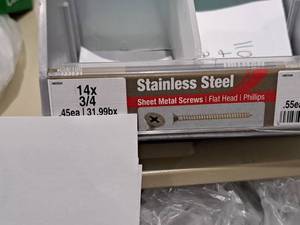 14x
3/4
.45ea | 31.99bx
Stainless Steel
Sheet Metal Screws | Flat Head | Phillips
.55ea